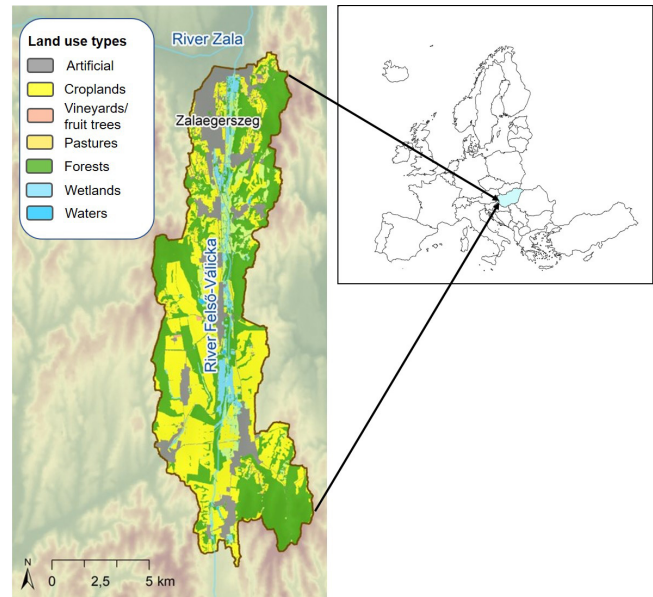 River Zala
Land use types
Artificial
Croplands
Vineyards/
fruit trees
Pastures
Forests
Wetlands
Waters
Zalaegerszeg
River Felső-Válicka
N
0 2,5 5 km